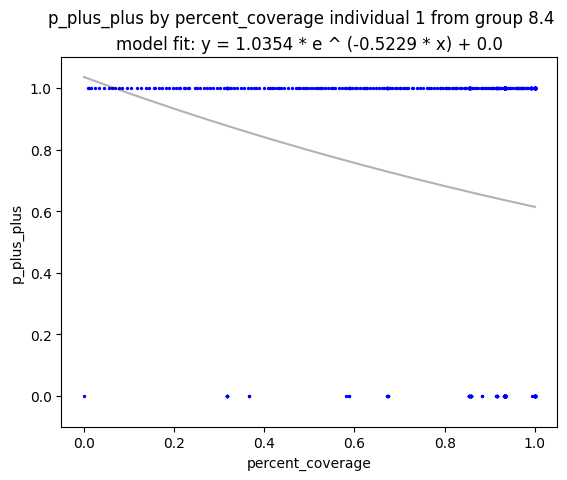 p_plus_plus by percent_coverage individual 1 from group 8.4
model fit: y = 1.0354 * e ^ (-0.5229 * x) + 0.0
1.0
0.8
0.6
0.4
0.2
0.0
p_plus_plus
0.0 0.2 0.4 0.6 0.8 1.0
percent_coverage